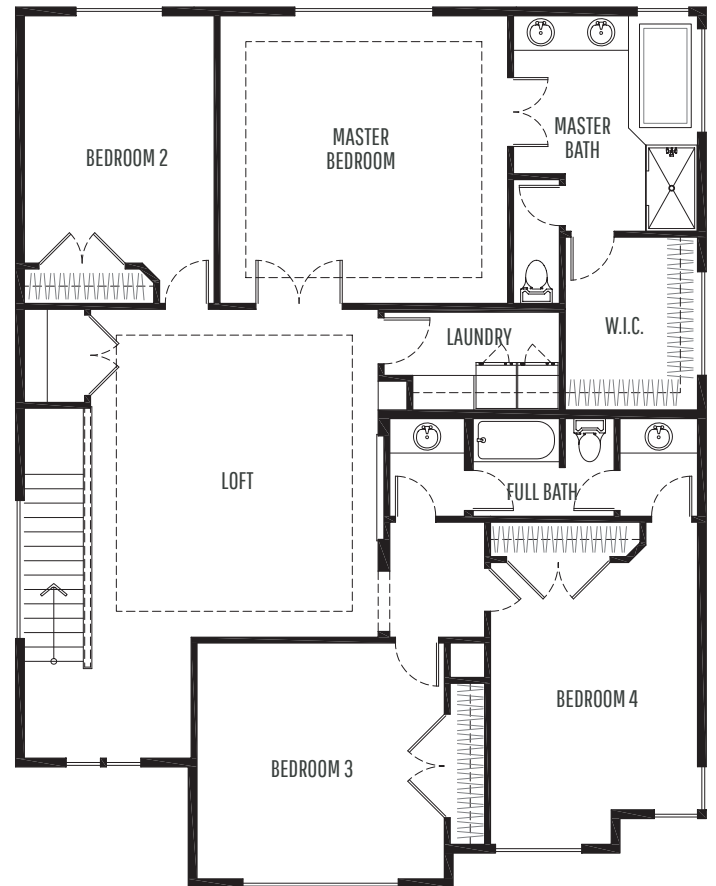 BEDROOM 2
MASTER
BEDROOM
MASTER
BATH
LAUNDRY
W.I.C.
LOFT
FULL BATH
BEDROOM 4
BEDROOM 3